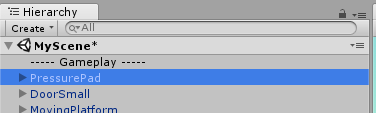 Hierarchy
Create All
MyScene*
----- Gameplay -----
PressurePad
DoorSmall
MovingPlatform